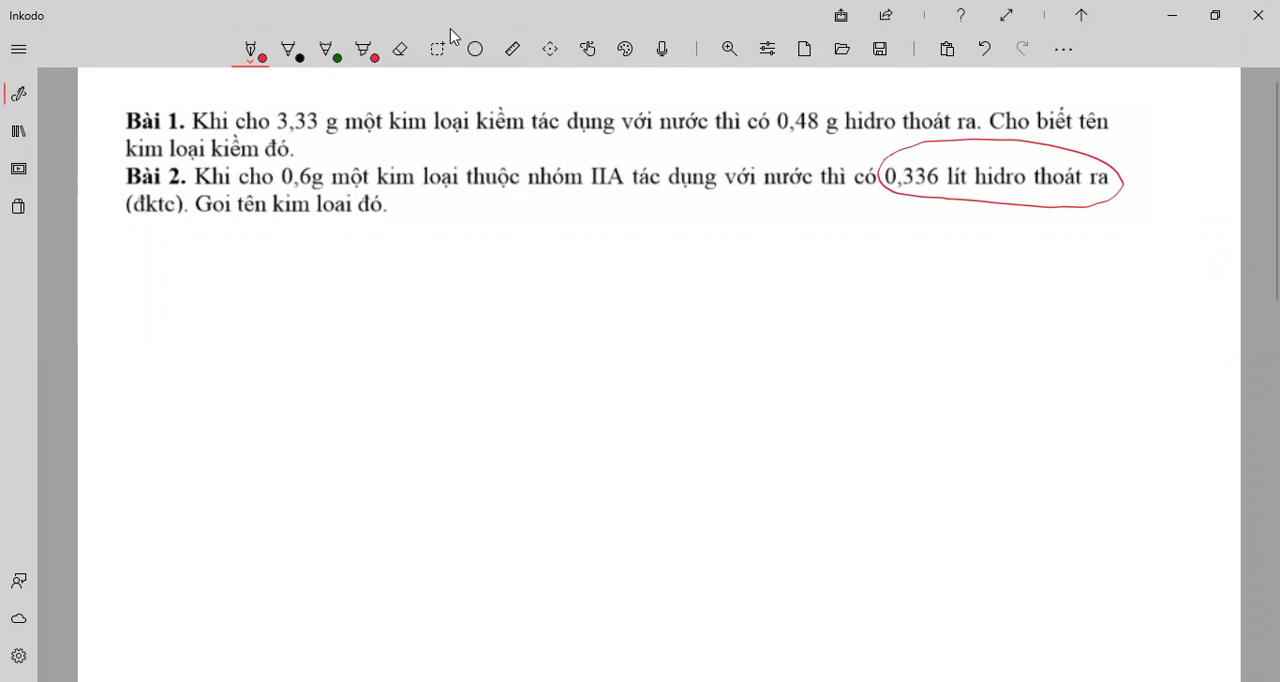 Inkodo
Bài 1. Khi cho 3,33 g một kim loại kiềm tác dụng với nước thì có 0,48 g hidro thoát ra. Cho biết tên
kim loại kiềm đó.
Bài 2. Khi cho 0,6g một kim loại thuộc nhóm IIA tác dụng với nước thì có 0,336 lít hidro thoát ra
(đktc). Goi tên kim loai đó.